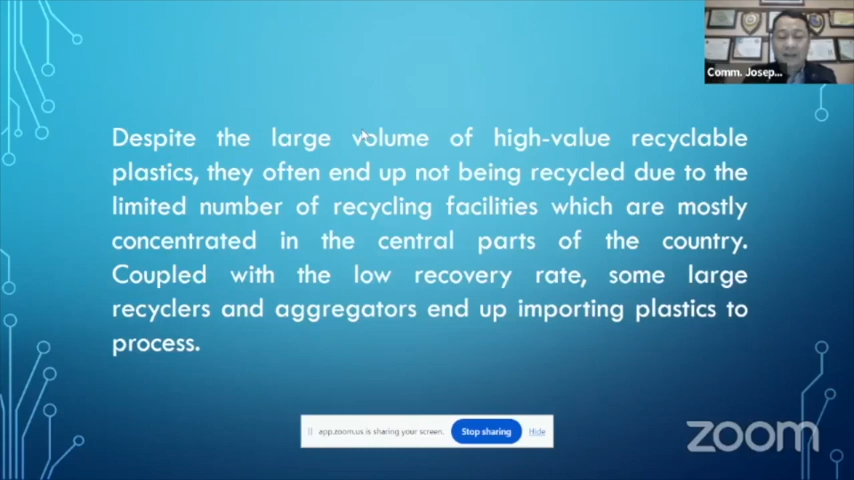 Comm. Josep...
Despite the large volume of high-value recyclable
plastics, they often end up not being recycled due to the
limited number of recycling facilities which are mostly
concentrated in the central parts of the country.
Coupled with the low recovery rate, some large
recyclers and aggregators end up importing plastics to
process.
app.zoom.us is sharing your screen. Stop sharing Hide
zoom